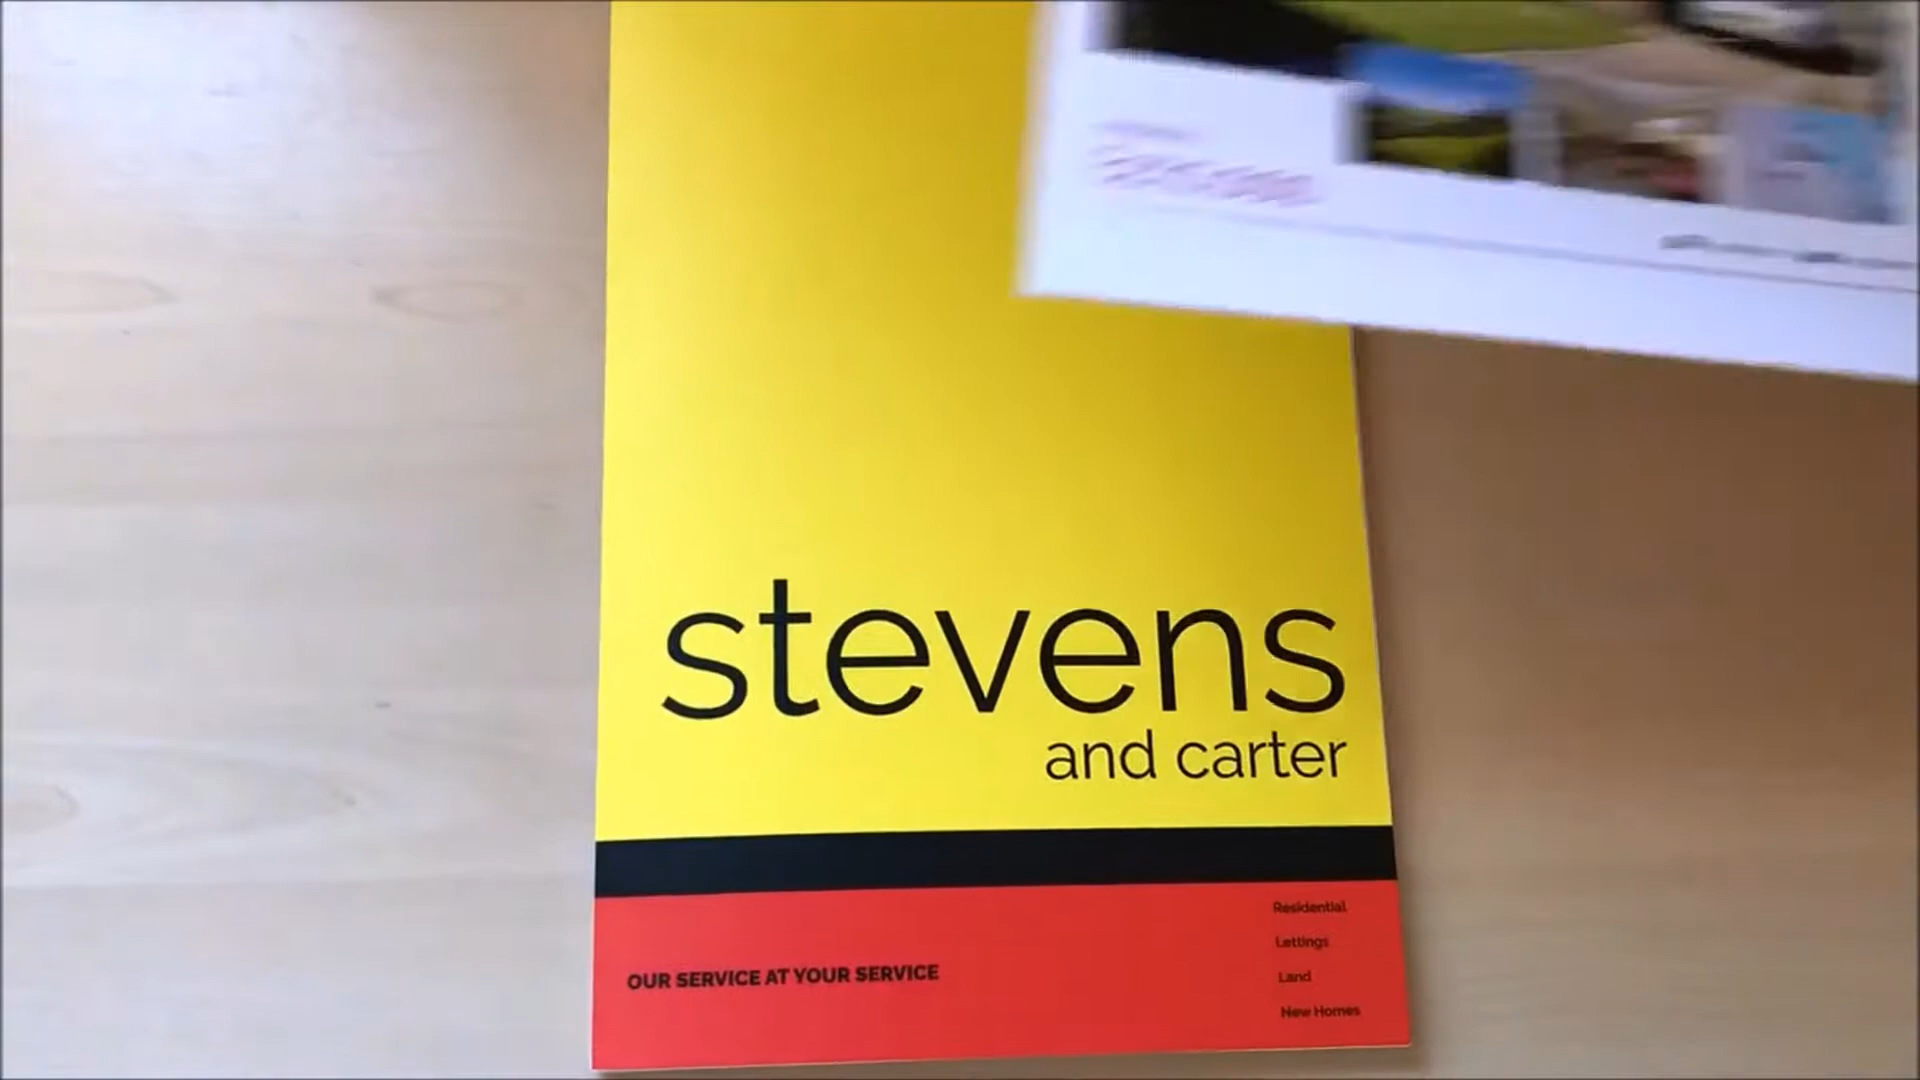 stevens
and carter
OUR SERVICE AT YOUR SERVICE
Residential
Lettings
Land
New Homes